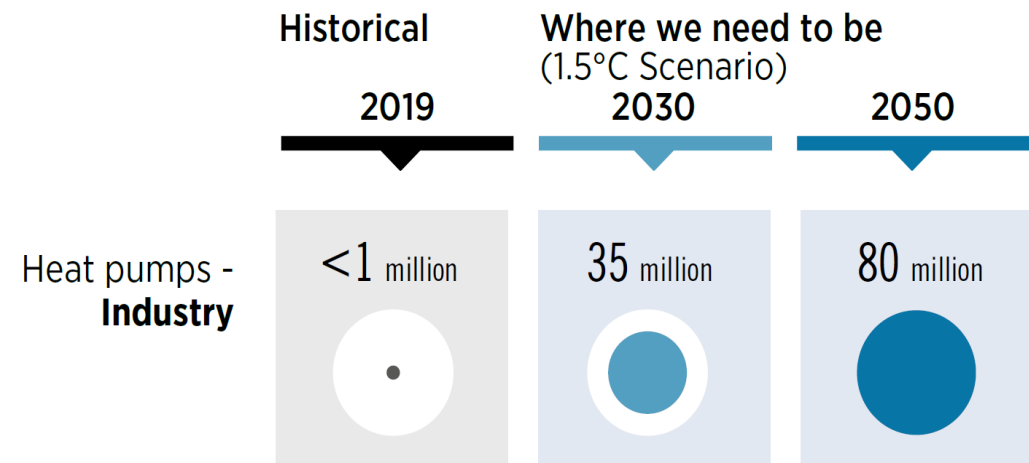 Historical
Where we need to be
(1.5°C Scenario)
2019
2030
2050
Heat pumps -
Industry
<1 million
35 million
80 million